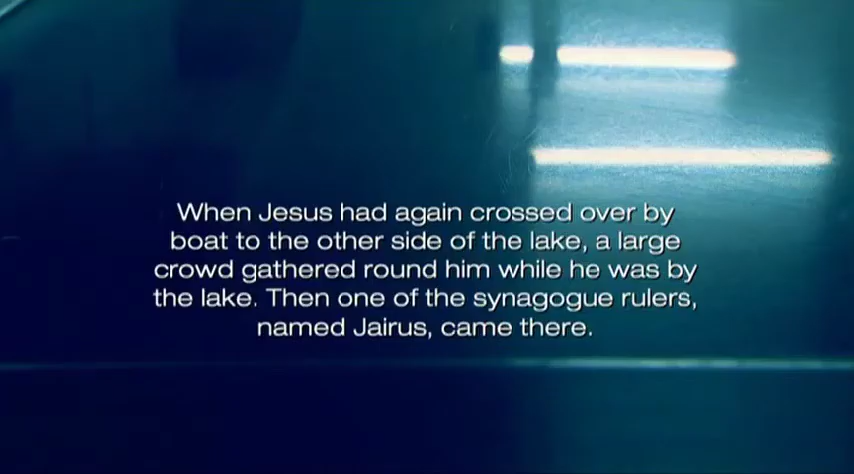 When Jesus had again crossed over by
boat to the other side of the lake, a large
crowd gathered round him while he was by
the lake. Then one of the synagogue rulers,
named Jairus, came there.